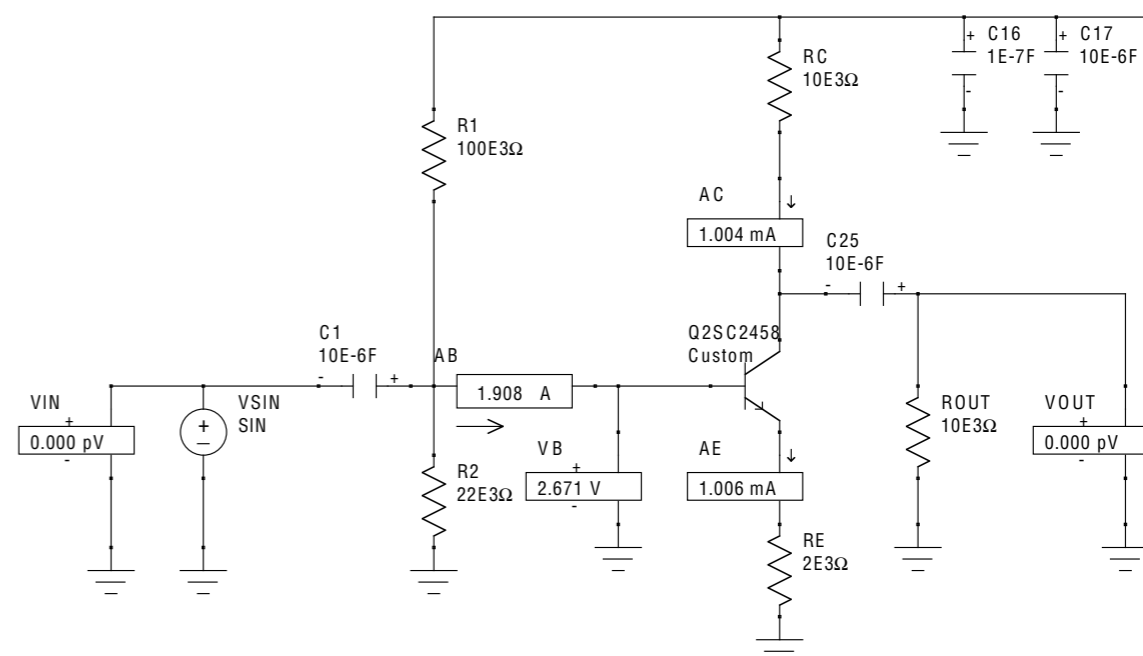 C16
1E-7F
C17
10E-6F
RC
10E3Ω
R1
100E3Ω
AC
1.004 mA
C25
10E-6F
Q2SC2458
Custom
C1
10E-6F
AB
1.908 A
VIN
0.000 pV
VSIN
SIN
R2
22E3Ω
VB
2.671 V
AE
1.006 mA
ROUT
10E3Ω
VOUT
0.000 pV
RE
2E3Ω